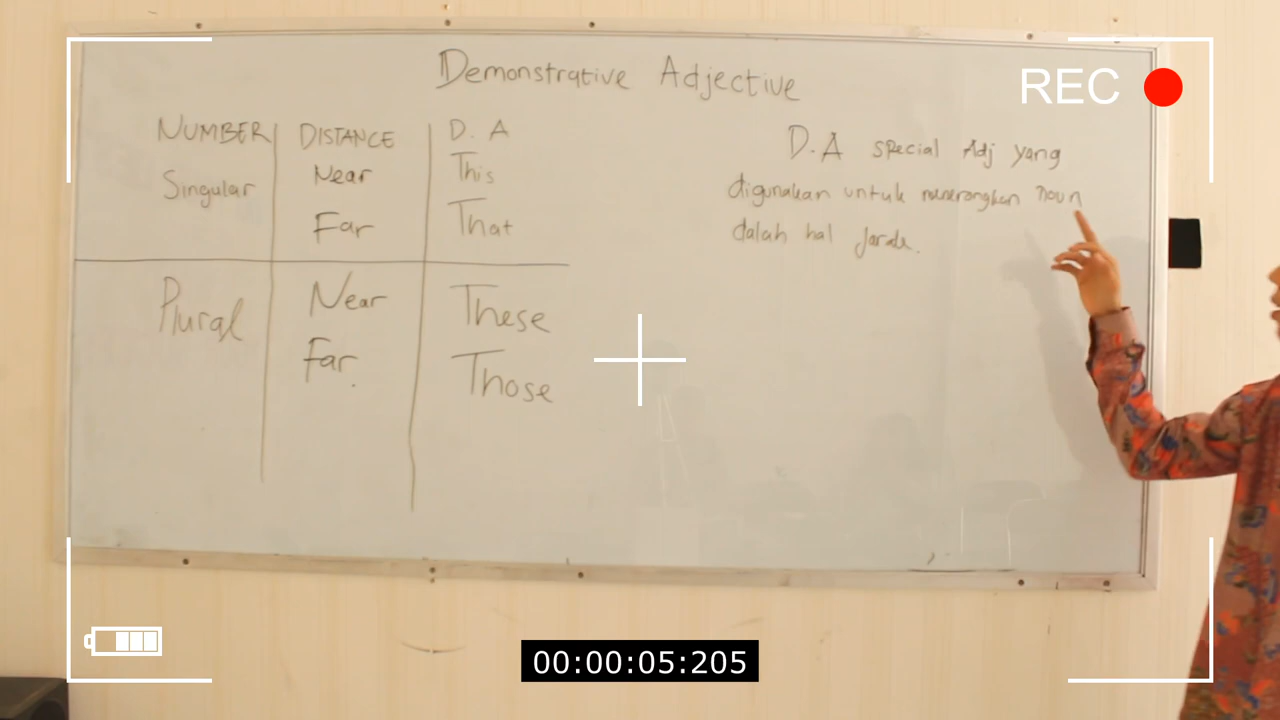 Demonstrative Adjective
REC
NUMBER DISTANCE D. A
Singular Near This
Far That
Plural Near These
Far. Those
D.A special Adj yang
digunakan untuk menerangkan noun
dalah hal jarak.
00:00:05:205